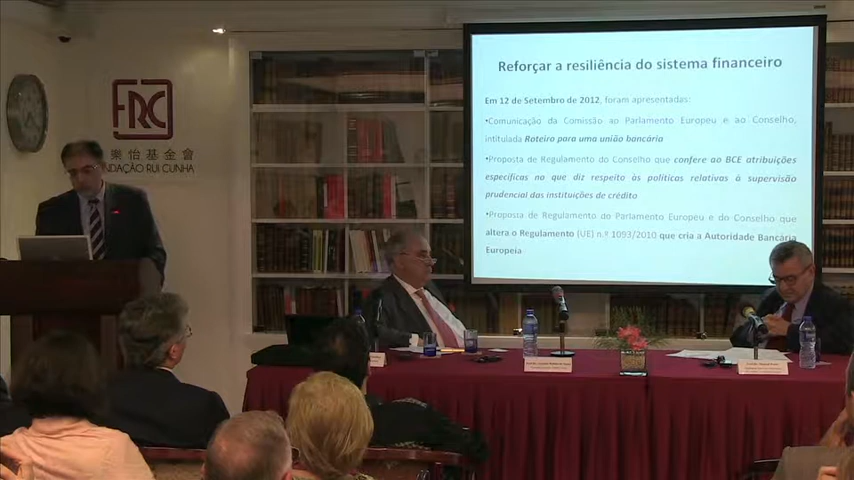 FRC
樂怡基金會
NDAÇÃO RUI CUNHA
Reforçar a resiliência do sistema financeiro
Em 12 de Setembro de 2012, foram apresentadas:
•Comunicação da Comissão ao Parlamento Europeu e ao Conselho,
intitulada Roteiro para uma união bancária
•Proposta de Regulamento do Conselho que confere ao BCE atribuições
específicas no que diz respeito às políticas relativas à supervisão
prudencial das instituições de crédito
•Proposta de Regulamento do Parlamento Europeu e do Conselho que
altera o Regulamento (UE) n.º 1093/2010 que cria a Autoridade Bancária
Europeia